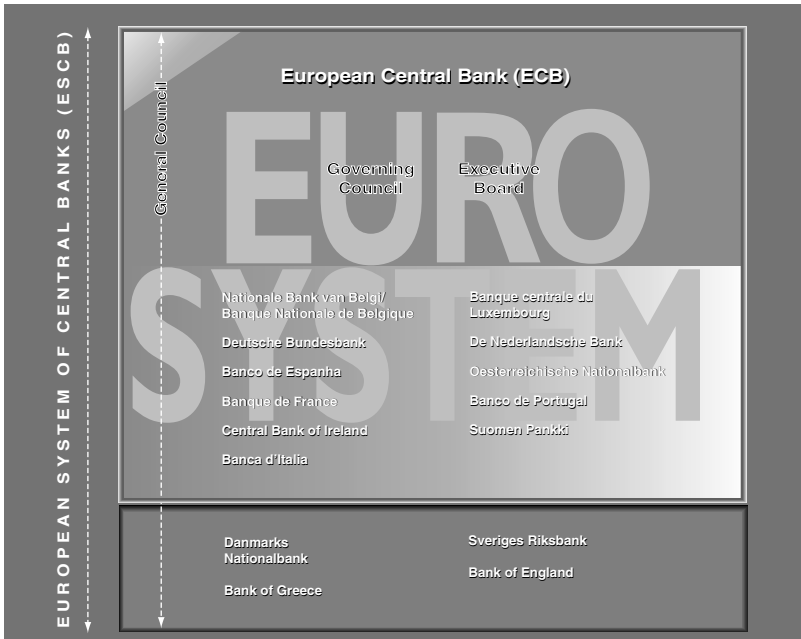 EUROPEAN SYSTEM OF CENTRAL BANKS (ESCB)
General Council
European Central Bank (ECB)
EURO
Governing
Council
Executive
Board
SYSTEM
Nationale Bank van Belgi/
Banque Nationale de Belgique
Deutsche Bundesbank
Banco de Espanha
Banque de France
Central Bank of Ireland
Banca d'Italia
Banque centrale du
Luxembourg
De Nederlandsche Bank
Oesterreichische Nationalbank
Banco de Portugal
Suomen Pankki
Danmarks
Nationalbank
Bank of Greece
Sveriges Riksbank
Bank of England